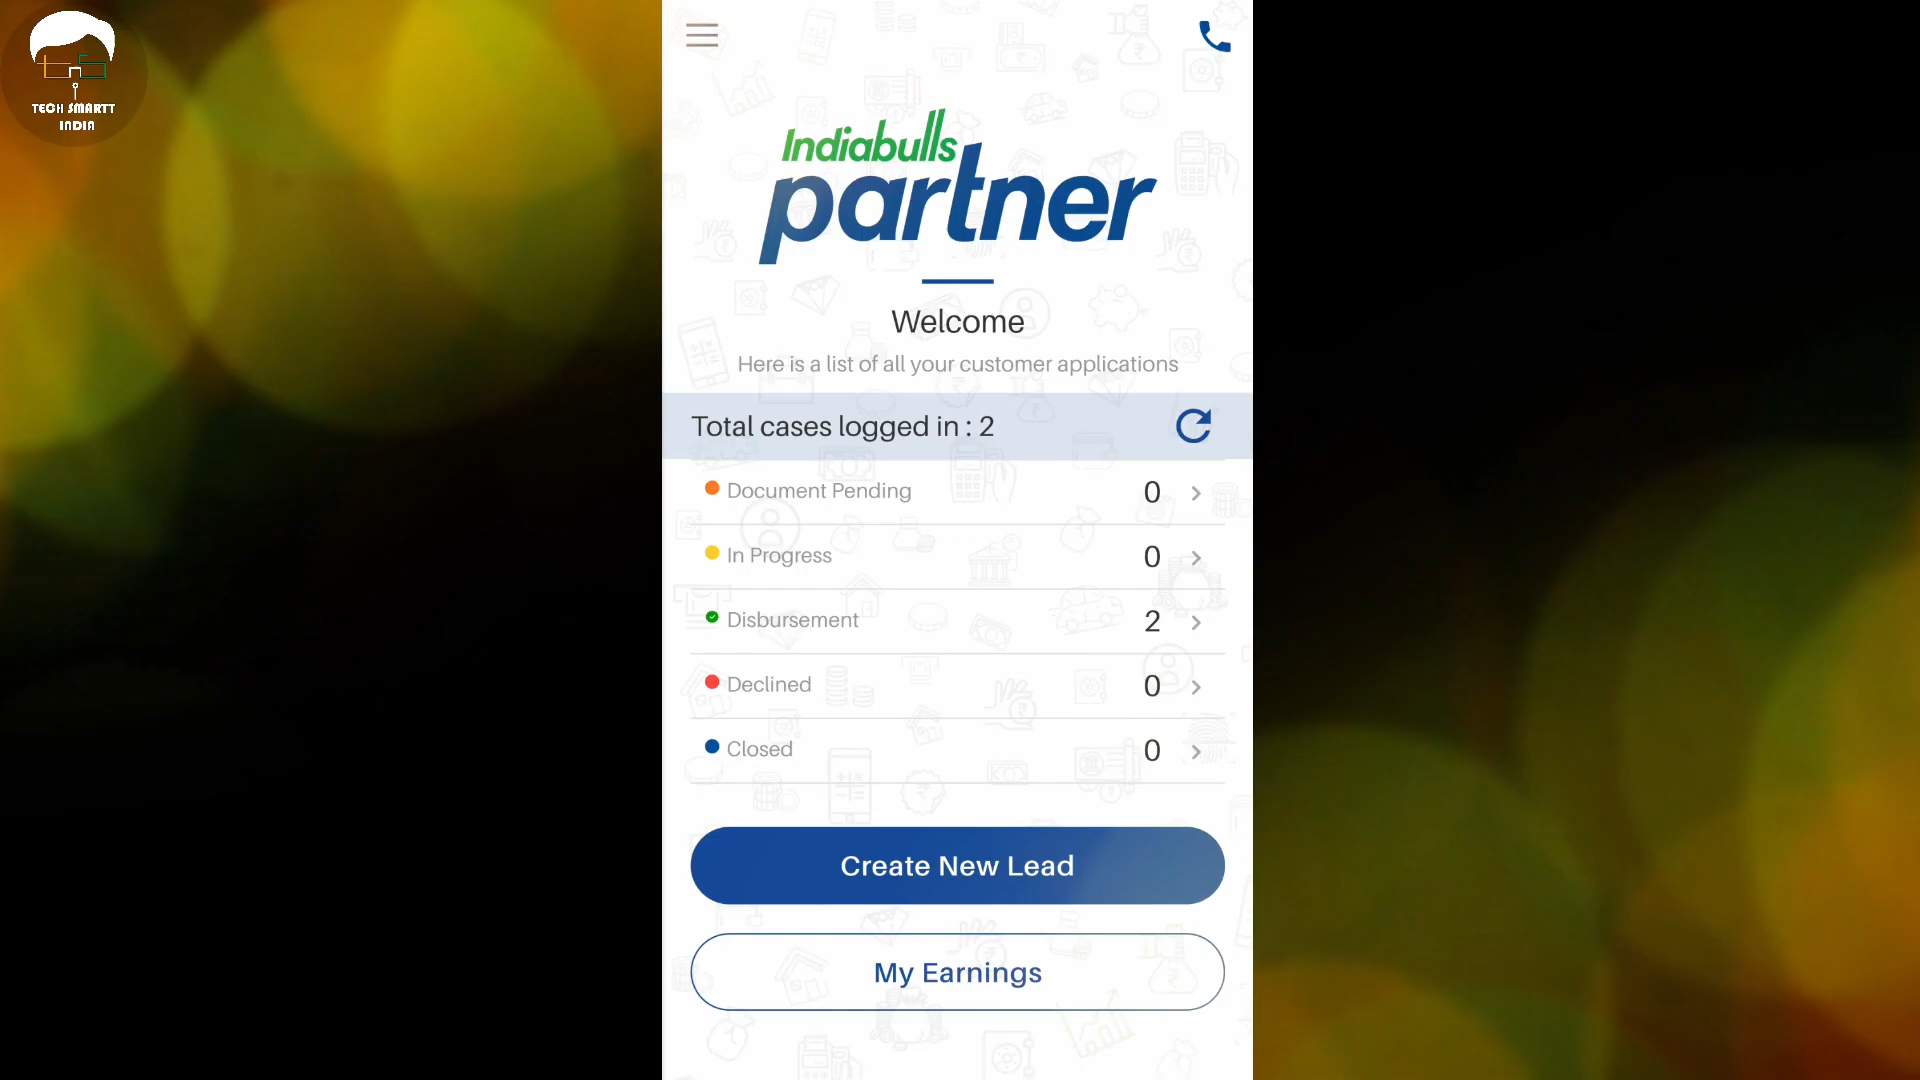 TECH SMARTT
INDIA
Indiabulls
partner
Welcome
Here is a list of all your customer applications
Total cases logged in : 2
Document Pending 0
In Progress 0
Disbursement 2
Declined 0
Closed 0
Create New Lead
My Earnings